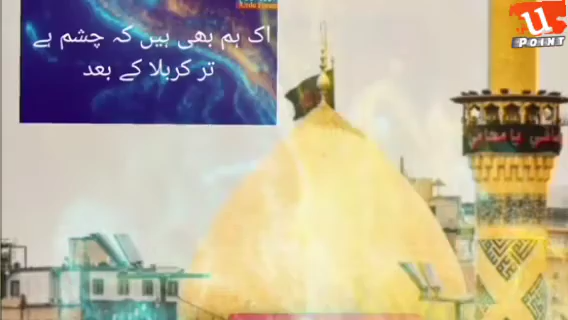 اک ہم بھی ہیں کہ چشم ہے
تر کربلا کے بعد
u
POINT